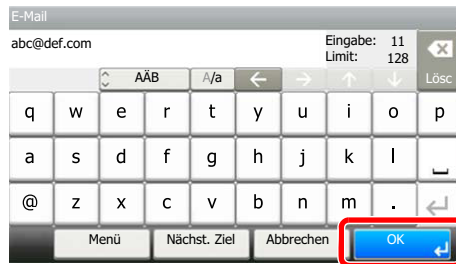 E-Mail
abc@def.com
Eingabe: 11
Limit: 128
Lösc
AÄB A/a
q w e r t y u i o p
a s d f g h j k l
@ z x c v b n m .
Menü Nächst. Ziel Abbrechen OK